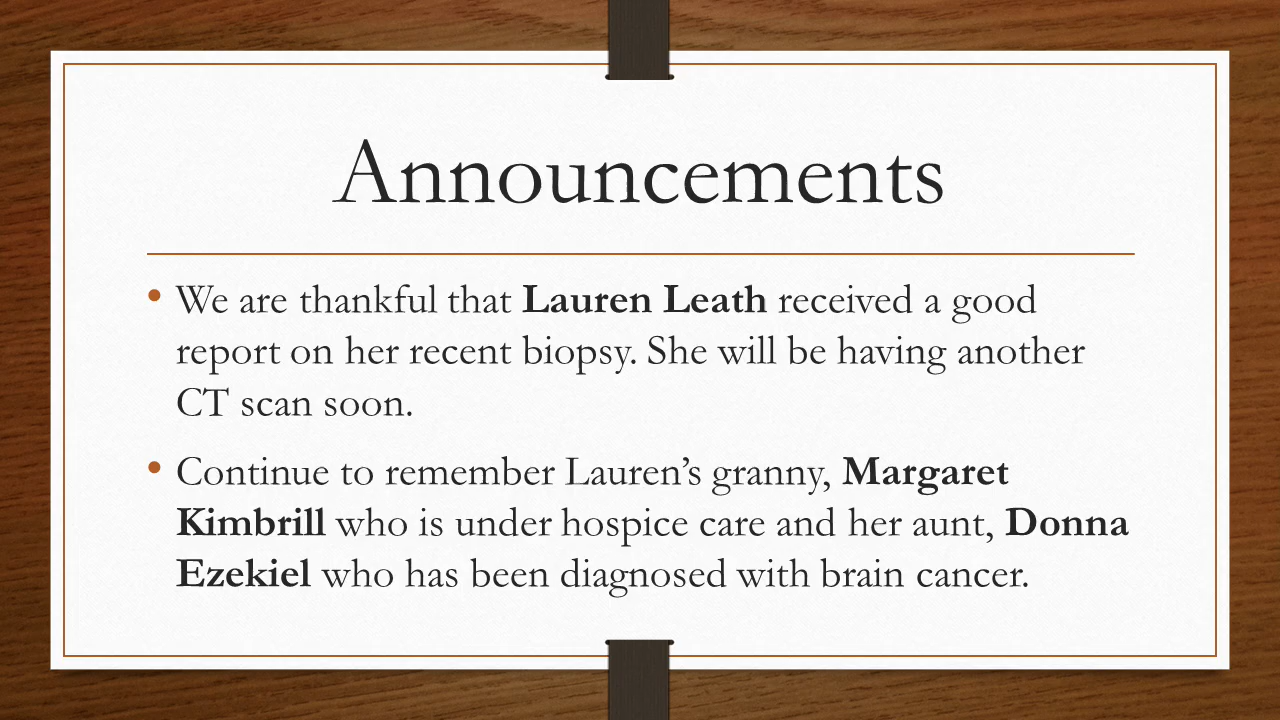 Announcements
• We are thankful that Lauren Leath received a good
report on her recent biopsy. She will be having another
CT scan soon.
• Continue to remember Lauren’s granny, Margaret
Kimbrill who is under hospice care and her aunt, Donna
Ezekiel who has been diagnosed with brain cancer.